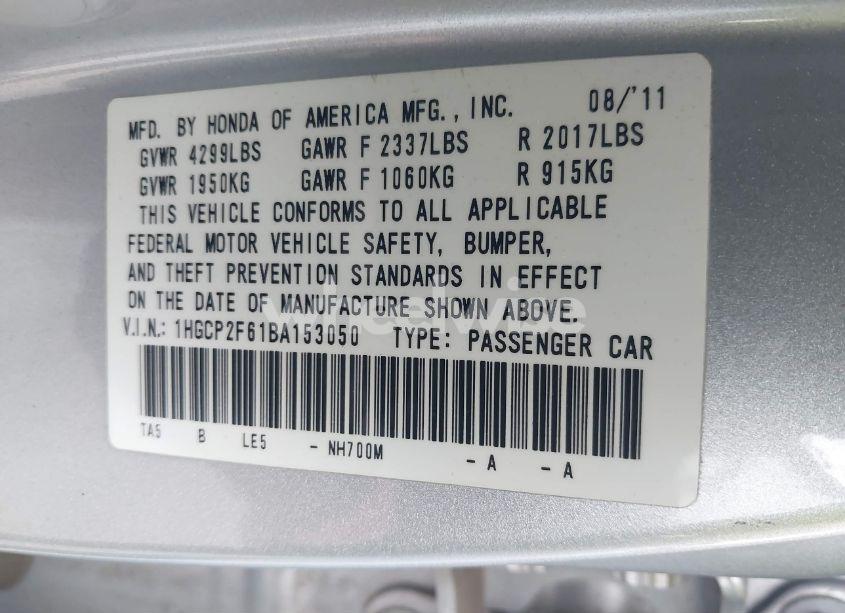 MFD. BY HONDA OF AMERICA MFG., INC. 08/'11
GVWR 4299LBS GAWR F 2337LBS R 2017LBS
GVWR 1950KG GAWR F 1060KG R 915KG
THIS VEHICLE CONFORMS TO ALL APPLICABLE
FEDERAL MOTOR VEHICLE SAFETY, BUMPER,
AND THEFT PREVENTION STANDARDS IN EFFECT
ON THE DATE OF MANUFACTURE SHOWN ABOVE.
wheelwise
V.I.N.: 1HGCP2F61BA153050 TYPE: PASSENGER CAR
TA5 B LE5 - NH700M - A - A